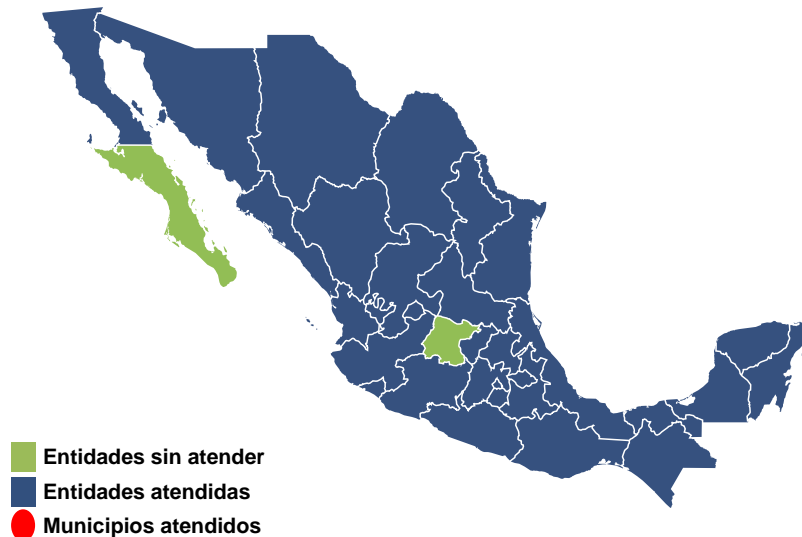 Entidades sin atender
Entidades atendidas
Municipios atendidos